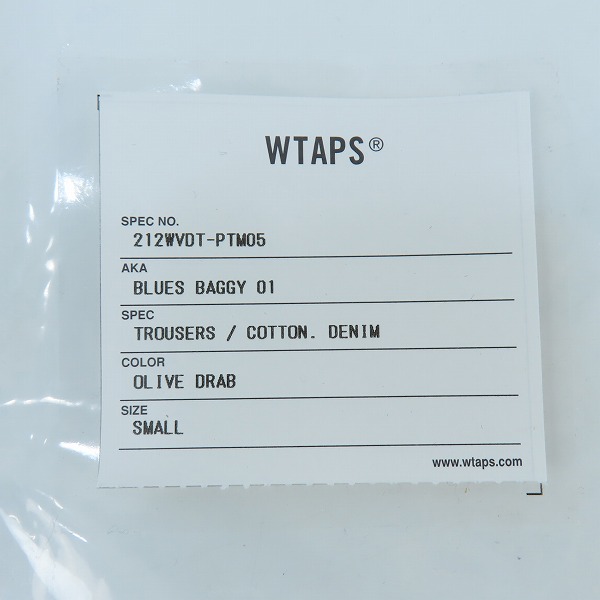 WTAPS®
SPEC NO.
212WVDT-PTM05
AKA
BLUES BAGGY 01
SPEC
TROUSERS / COTTON. DENIM
COLOR
OLIVE DRAB
SIZE
SMALL
www.wtaps.com